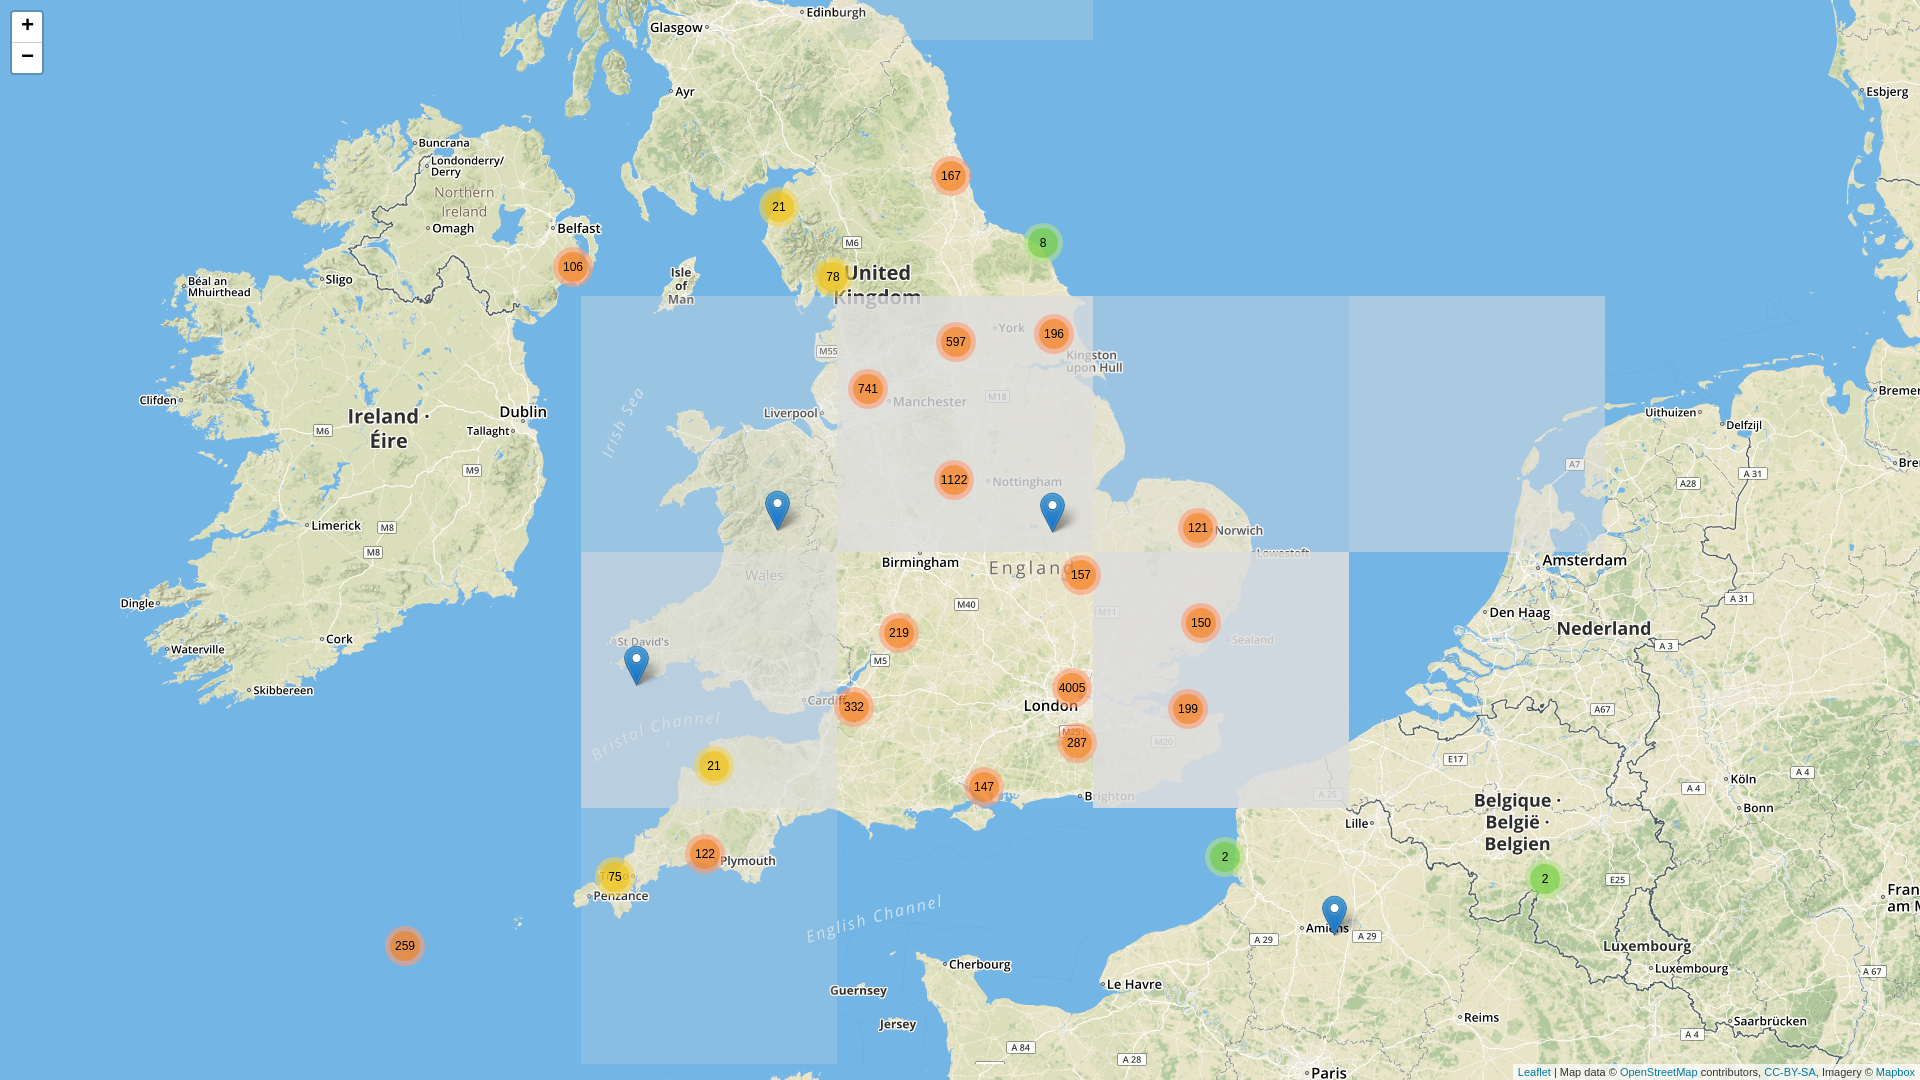 +
−
Edinburgh
Glasgow
Ayr
Esbjerg
Buncrana
Londonderry/
Derry
167
Northern
Ireland
21
Omagh
Belfast
M6
8
106
Isle
of
Man
78
United
Kingdom
Sligo
Béal an
Mhuirthead
York
196
597
M55
Kingston
upon Hull
741
Bremer
Clifden
M18
Manchester
Irish Sea
Liverpool
Dublin
Uithuizen
Ireland ·
Éire
Tallaght
Delfzijl
M6
M9
A7
Bre
A 31
1122
Nottingham
A28
Limerick
M8
121
Norwich
M8
Lowestoft
Birmingham
England
157
Amsterdam
Wales
Dingle
M40
M11
A 31
Den Haag
150
Nederland
219
Cork
St David's
Sealand
A 3
Waterville
M5
Skibbereen
4005
Cardiff
332
London
199
A67
Bristol Channel
M25
287
M20
E17
21
A 4
Köln
147
A 4
Brighton
A 25
Belgique ·
België ·
Belgien
Bonn
Lille
122
Plymouth
2
75
2
E25
Penzance
Fran
am M
English Channel
Amiens
A 29
A 29
259
Luxembourg
Cherbourg
Luxembourg
A 67
Le Havre
Guernsey
Reims
Jersey
Saarbrücken
A 4
A 84
A 28
Paris
Leaflet | Map data © OpenStreetMap contributors, CC-BY-SA, Imagery © Mapbox